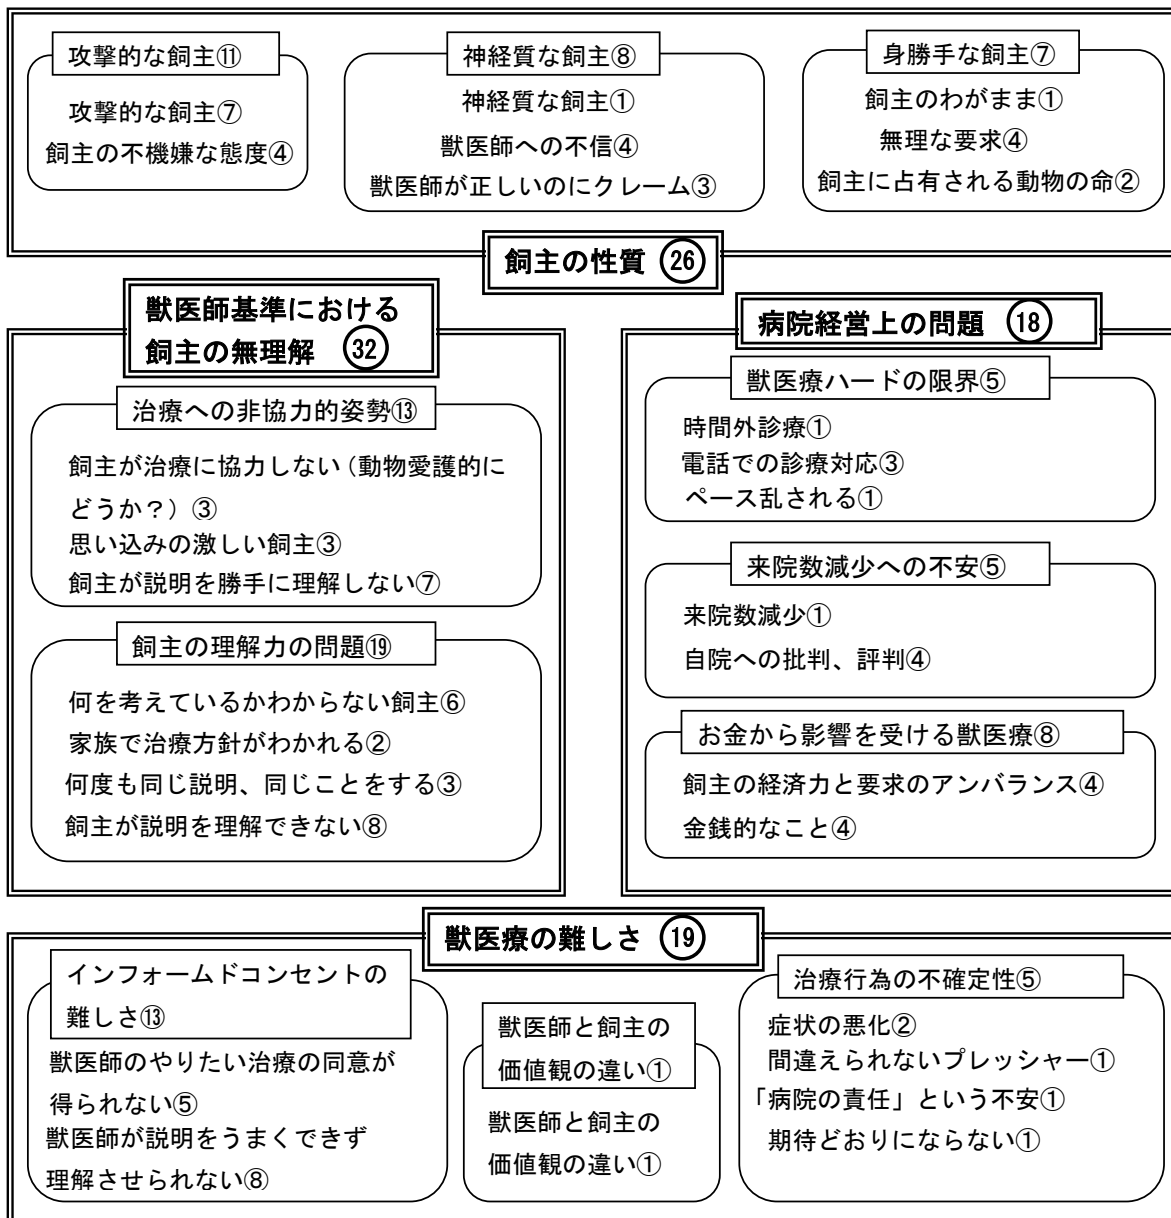 攻撃的な飼主⑪
攻撃的な飼主⑦
飼主の不機嫌な態度④
神経質な飼主⑧
神経質な飼主①
獣医師への不信④
獣医師が正しいのにクレーム③
身勝手な飼主⑦
飼主のわがまま①
無理な要求④
飼主に占有される動物の命②
飼主の性質 ㉖
獣医師基準における
飼主の無理解 ㉜
治療への非協力的姿勢⑬
飼主が治療に協力しない（動物愛護的に
どうか？）③
思い込みの激しい飼主③
飼主が説明を勝手に理解しない⑦
飼主の理解力の問題⑲
何を考えているかわからない飼主⑥
家族で治療方針がわかれる②
何度も同じ説明、同じことをする③
飼主が説明を理解できない⑧
病院経営上の問題 ⑱
獣医療ハードの限界⑤
時間外診療①
電話での診療対応③
ペース乱される①
来院数減少への不安⑤
来院数減少①
自院への批判、評判④
お金から影響を受ける獣医療⑧
飼主の経済力と要求のアンバランス④
金銭的なこと④
獣医療の難しさ ⑲
インフォームドコンセントの
難しさ⑬
獣医師のやりたい治療の同意が
得られない⑤
獣医師が説明をうまくできず
理解させられない⑧
獣医師と飼主の
価値観の違い①
獣医師と飼主の
価値観の違い①
治療行為の不確定性⑤
症状の悪化②
間違えられないプレッシャー①
「病院の責任」という不安①
期待どおりにならない①